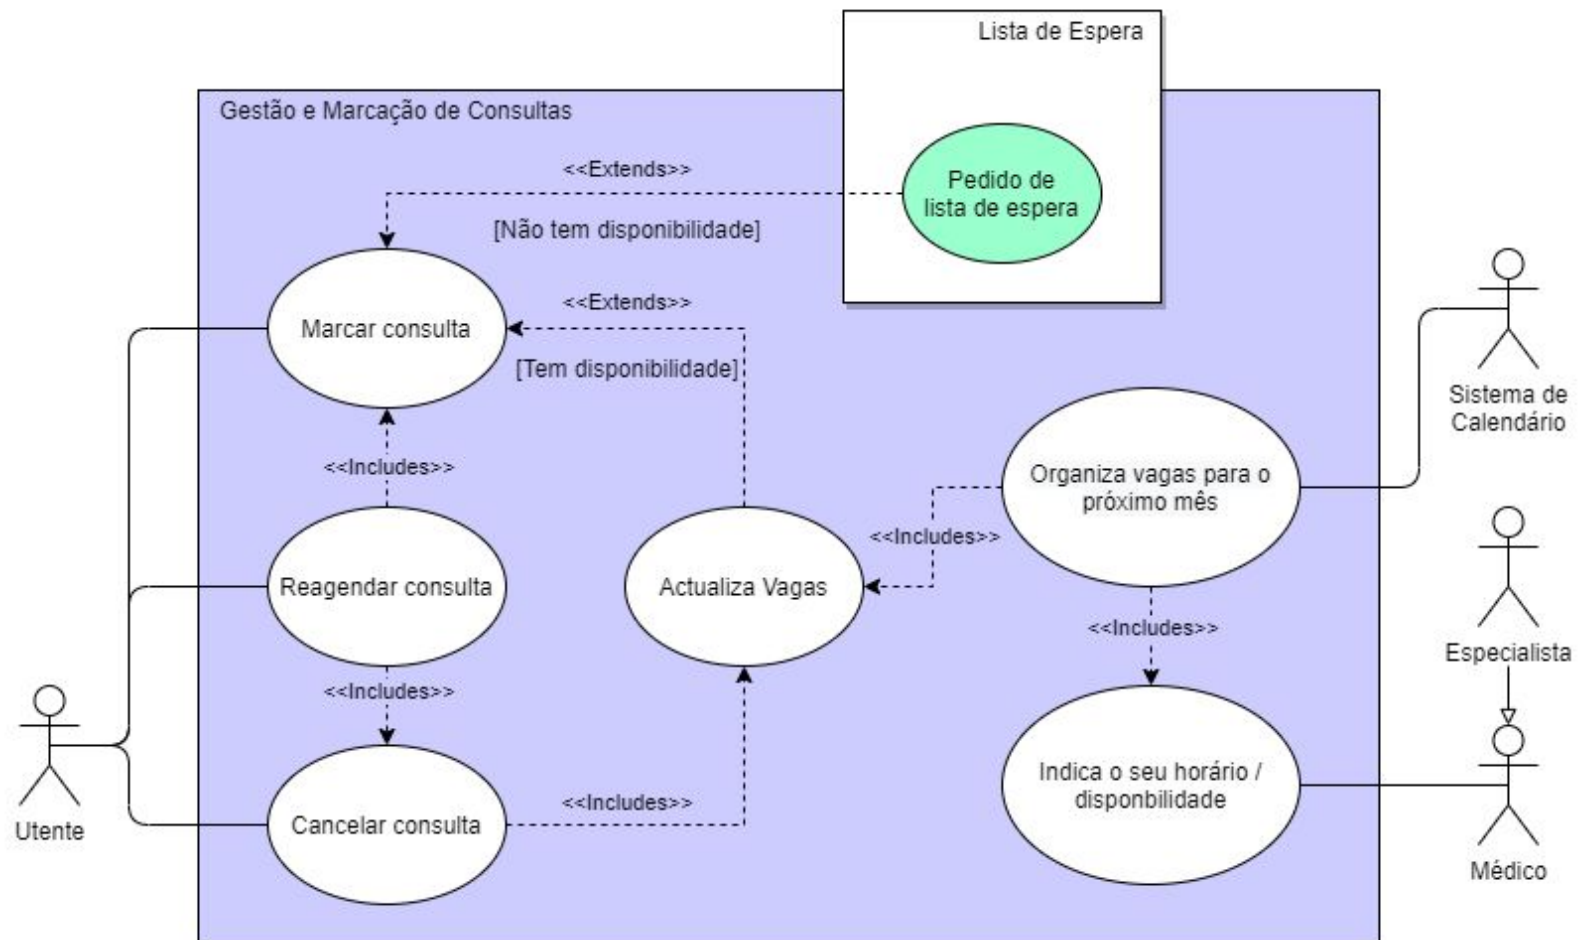 Lista de Espera
Gestão e Marcação de Consultas
<<Extends>>
Pedido de
lista de espera
[Não tem disponibilidade]
<<Extends>>
Marcar consulta
[Tem disponibilidade]
Sistema de
Calendário
<<Includes>>
Organiza vagas para o
próximo mês
<<Includes>>
Reagendar consulta
Actualiza Vagas
<<Includes>>
Especialista
<<Includes>>
Indica o seu horário /
disponbilidade
<<Includes>>
Cancelar consulta
Utente
Médico